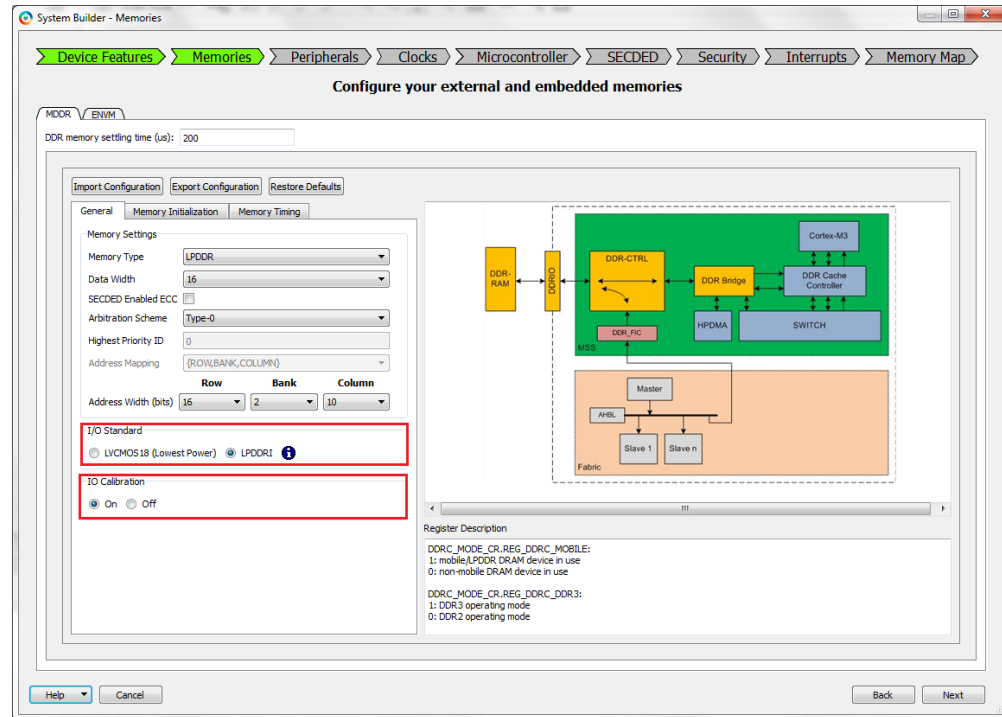 System Builder - Memories
Device Features Memories Peripherals Clocks Microcontroller SECDED Security Interrupts Memory Map
Configure your external and embedded memories
MDDR ENVM
DDR memory settling time (us): 200
Import Configuration Export Configuration Restore Defaults
General Memory Initialization Memory Timing
Memory Settings
Memory Type LPDDR
Data Width 16
SECDED Enabled ECC
Arbitration Scheme Type-0
Highest Priority ID 0
Address Mapping {ROW,BANK,COLUMN}
Row Bank Column
Address Width (bits) 16 2 10
I/O Standard
LVCMOS18 (Lowest Power) LPDDRI
IO Calibration
On Off
DDR-RAM
DDRIO
DDR-CTRL
DDR Bridge
Cortex-M3
DDR Cache Controller
DDR_FIC
HPDMA
SWITCH
MSS
Master
AHBL
Slave 1
Slave n
Fabric
Register Description
DDRC_MODE_CR.REG_DDRC_MOBILE:
1: mobile/LPDDR DRAM device in use
0: non-mobile DRAM device in use
DDRC_MODE_CR.REG_DDRC_DDR3:
1: DDR3 operating mode
0: DDR2 operating mode
Help Cancel Back Next